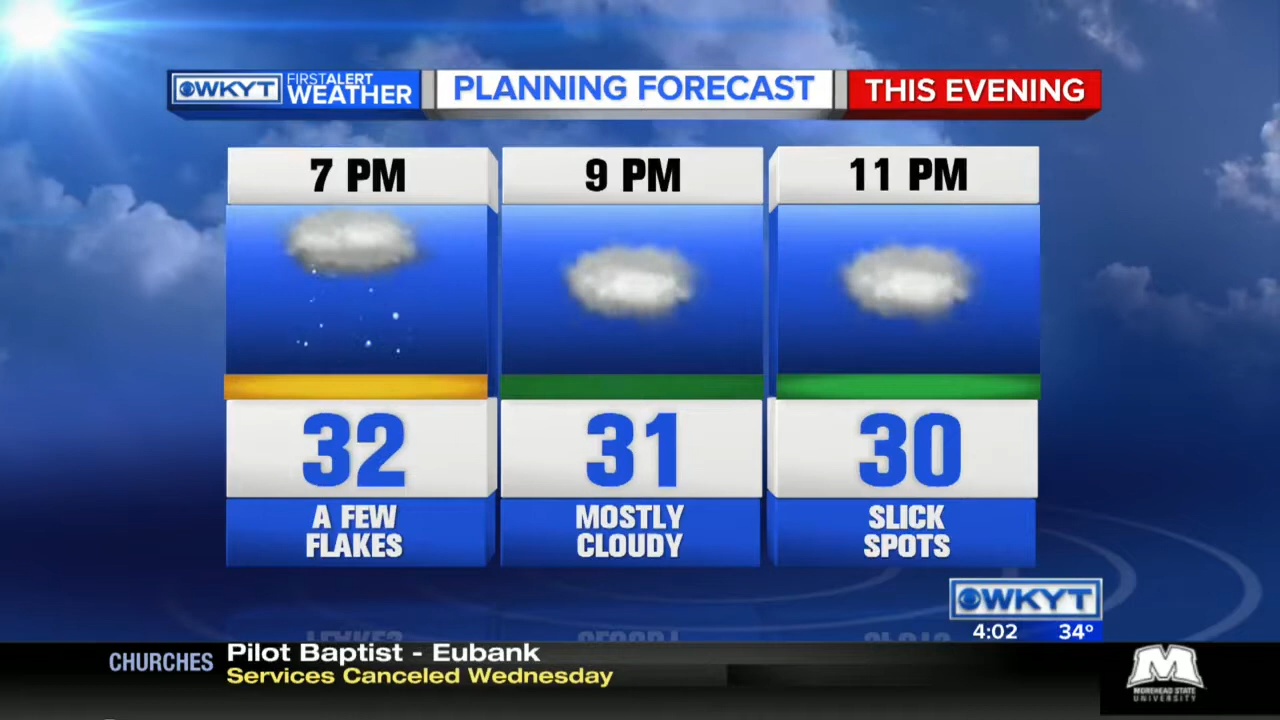 WKYT FIRST ALERT WEATHER
PLANNING FORECAST
THIS EVENING
7 PM
9 PM
11 PM
32
31
30
A FEW
FLAKES
MOSTLY
CLOUDY
SLICK
SPOTS
WKYT
4:02 34°
CHURCHES
Pilot Baptist - Eubank
Services Canceled Wednesday
M
MOREHEAD STATE
UNIVERSITY